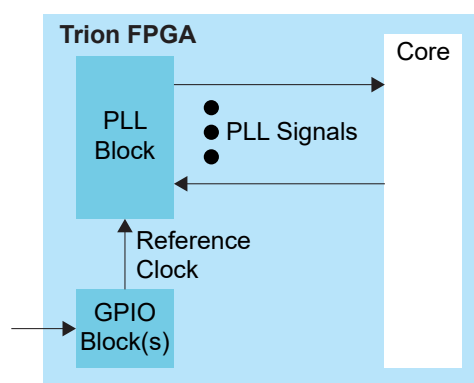 Trion FPGA
Core
PLL
Block
PLL Signals
Reference
Clock
GPIO
Block(s)